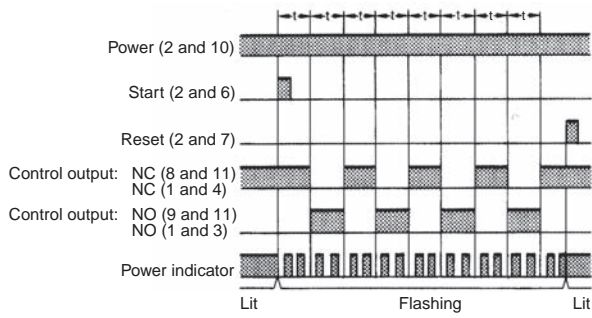 t t t t t t t t
Power (2 and 10)
Start (2 and 6)
Reset (2 and 7)
Control output: NC (8 and 11)
NC (1 and 4)
Control output: NO (9 and 11)
NO (1 and 3)
Power indicator
Lit Flashing Lit